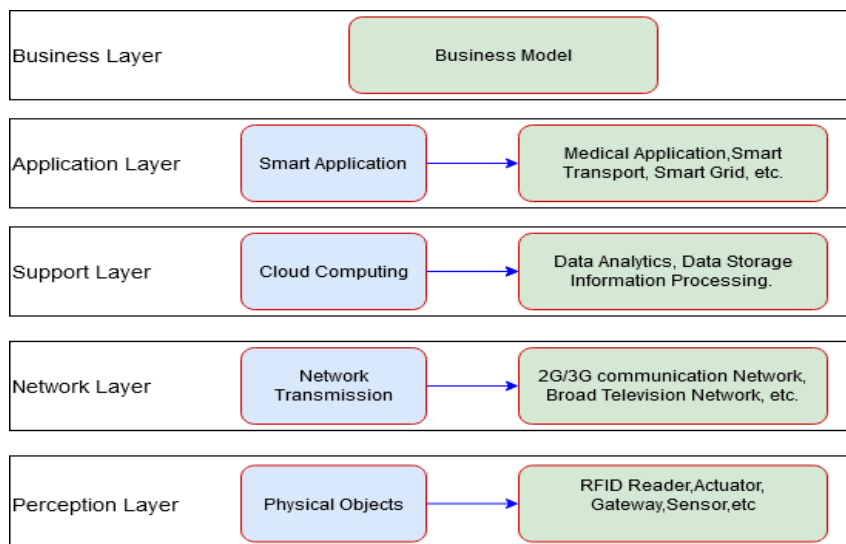 Business Layer
Business Model
Application Layer
Smart Application
Medical Application,Smart
Transport, Smart Grid, etc.
Support Layer
Cloud Computing
Data Analytics, Data Storage
Information Processing.
Network Layer
Network
Transmission
2G/3G communication Network,
Broad Television Network, etc.
Perception Layer
Physical Objects
RFID Reader,Actuator,
Gateway,Sensor,etc